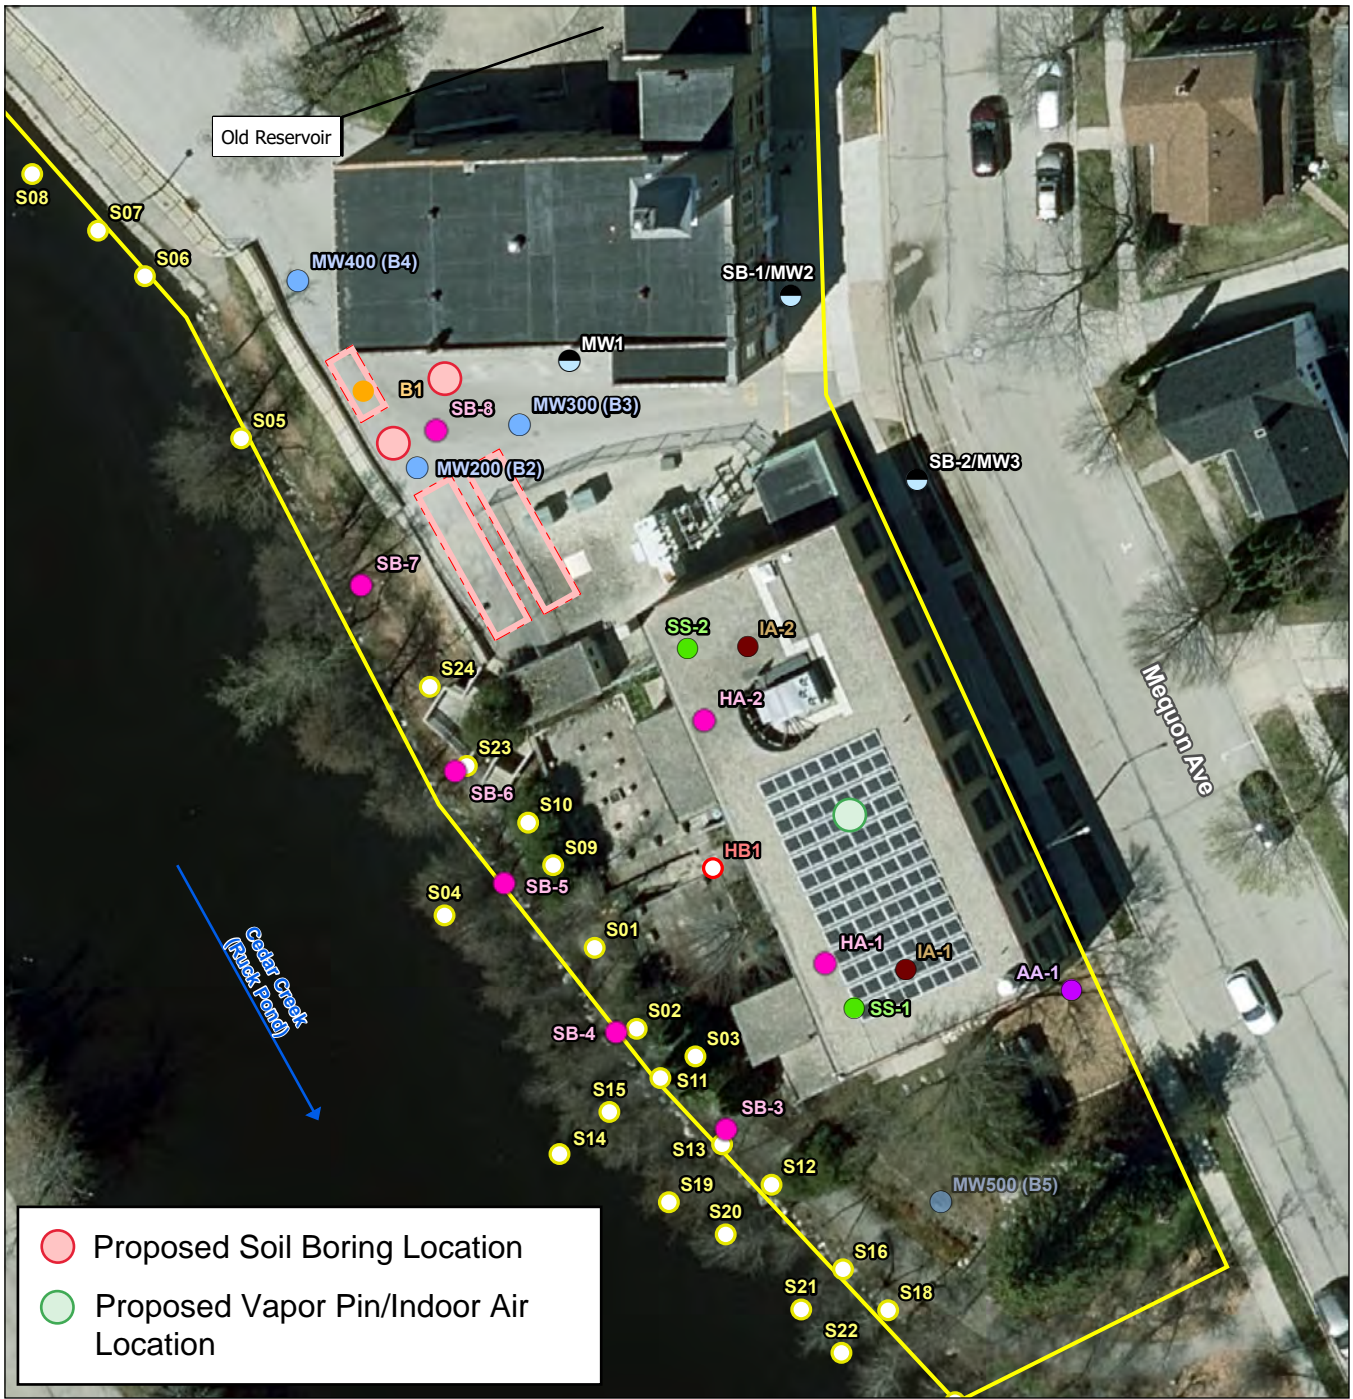 Old Reservoir
S08
S07
S06
MW400 (B4)
SB-1/MW2
MW1
B1
SB-8
MW300 (B3)
S05
MW200 (B2)
SB-2/MW3
SB-7
SS-2
IA-2
S24
HA-2
Mequon Ave
S23
SB-6
S10
S09
HB1
SB-5
S04
S01
Cedar Creek
(Ruck Pond)
HA-1
IA-1
AA-1
SS-1
S02
SB-4
S03
S11
S15
SB-3
S14
S13
S12
S19
MW500 (B5)
S20
S16
S21
S18
S22
Proposed Soil Boring Location
Proposed Vapor Pin/Indoor Air
Location